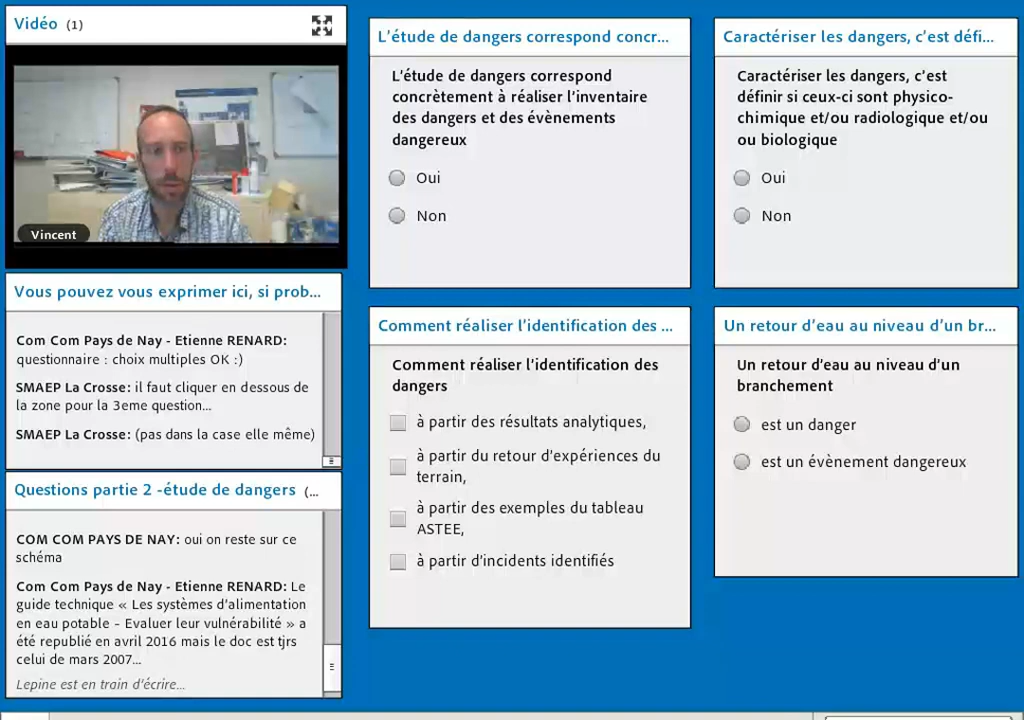 Vidéo (1)
Vincent
Vous pouvez vous exprimer ici, si prob...
Com Com Pays de Nay - Etienne RENARD:
questionnaire : choix multiples OK :)
SMAEP La Crosse: il faut cliquer en dessous de
la zone pour la 3eme question...
SMAEP La Crosse: (pas dans la case elle même)
Questions partie 2 -étude de dangers (...
COM COM PAYS DE NAY: oui on reste sur ce
schéma
Com Com Pays de Nay - Etienne RENARD: Le
guide technique « Les systèmes d'alimentation
en eau potable - Evaluer leur vulnérabilité » a
été republié en avril 2016 mais le doc est tjrs
celui de mars 2007...
Lepine est en train d'écrire...
L'étude de dangers correspond concr...
L'étude de dangers correspond
concrètement à réaliser l'inventaire
des dangers et des évènements
dangereux
Oui
Non
Caractériser les dangers, c'est défi...
Caractériser les dangers, c'est
définir si ceux-ci sont physico-
chimique et/ou radiologique et/ou
ou biologique
Oui
Non
Comment réaliser l'identification des ...
Comment réaliser l'identification des
dangers
à partir des résultats analytiques,
à partir du retour d'expériences du
terrain,
à partir des exemples du tableau
ASTEE,
à partir d'incidents identifiés
Un retour d'eau au niveau d'un br...
Un retour d'eau au niveau d'un
branchement
est un danger
est un évènement dangereux